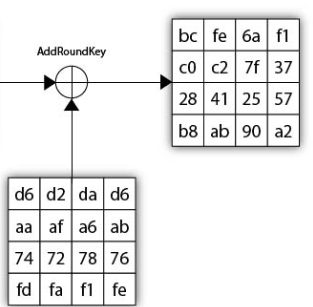 AddRoundKey
bc fe 6a f1
c0 c2 7f 37
28 41 25 57
b8 ab 90 a2
d6 d2 da d6
aa af a6 ab
74 72 78 76
fd fa f1 fe